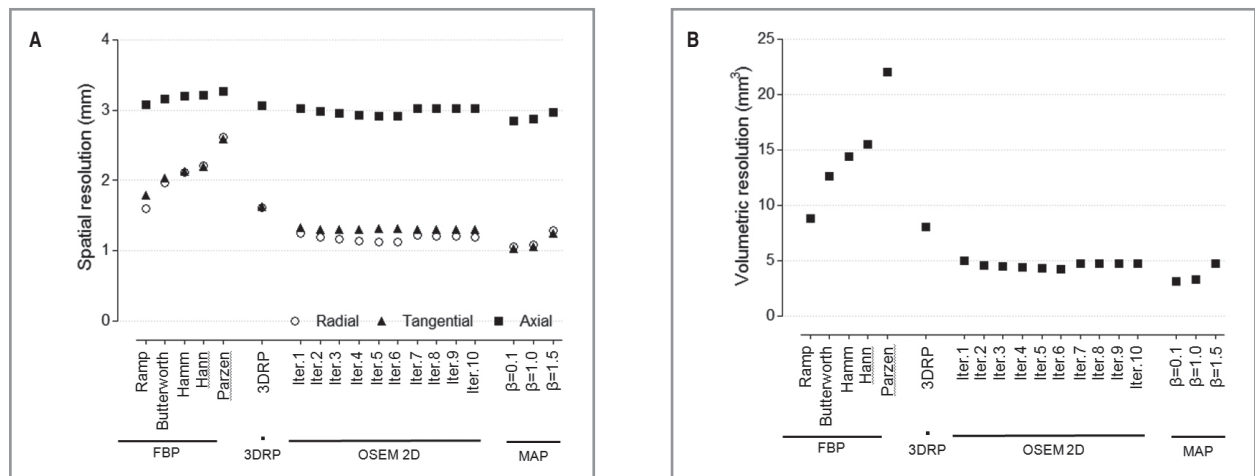 A
Spatial resolution (mm)
4
3
2
1
0
Radial Tangential Axial
Ramp
Butterworth
Hamm
Hann
Parzen
3DRP
Iter.1
Iter.2
Iter.3
Iter.4
Iter.5
Iter.6
Iter.7
Iter.8
Iter.9
Iter.10
β=0.1
β=1.0
β=1.5
FBP 3DRP OSEM 2D MAP
B
Volumetric resolution (mm³)
25
20
15
10
5
0
Ramp
Butterworth
Hamm
Hann
Parzen
3DRP
Iter.1
Iter.2
Iter.3
Iter.4
Iter.5
Iter.6
Iter.7
Iter.8
Iter.9
Iter.10
β=0.1
β=1.0
β=1.5
FBP 3DRP OSEM 2D MAP